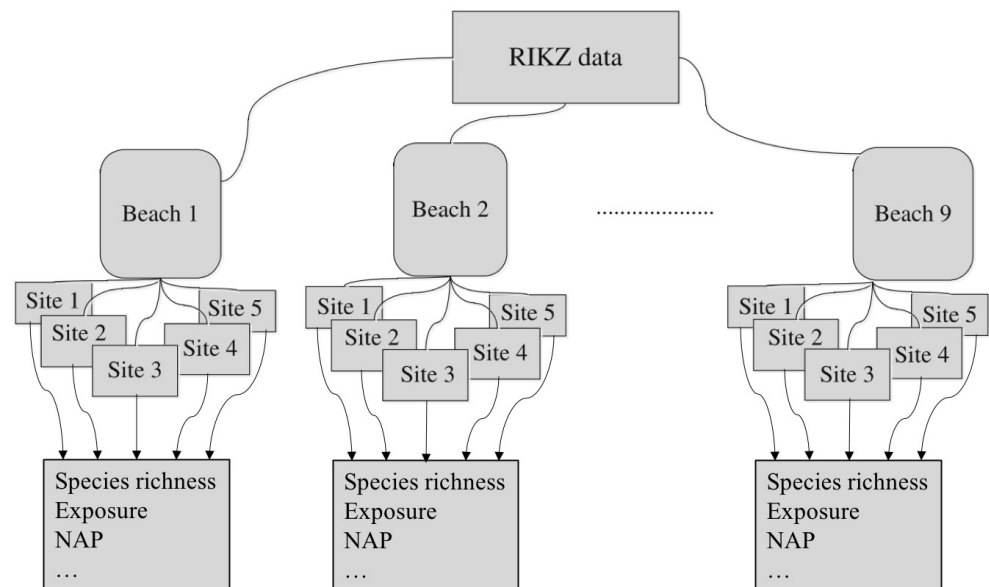 RIKZ data
Beach 1
Beach 2
....................
Beach 9
Site 1
Site 2
Site 3
Site 4
Site 5
Site 1
Site 2
Site 3
Site 4
Site 5
Site 1
Site 2
Site 3
Site 4
Site 5
Species richness
Exposure
NAP
…
Species richness
Exposure
NAP
…
Species richness
Exposure
NAP
…